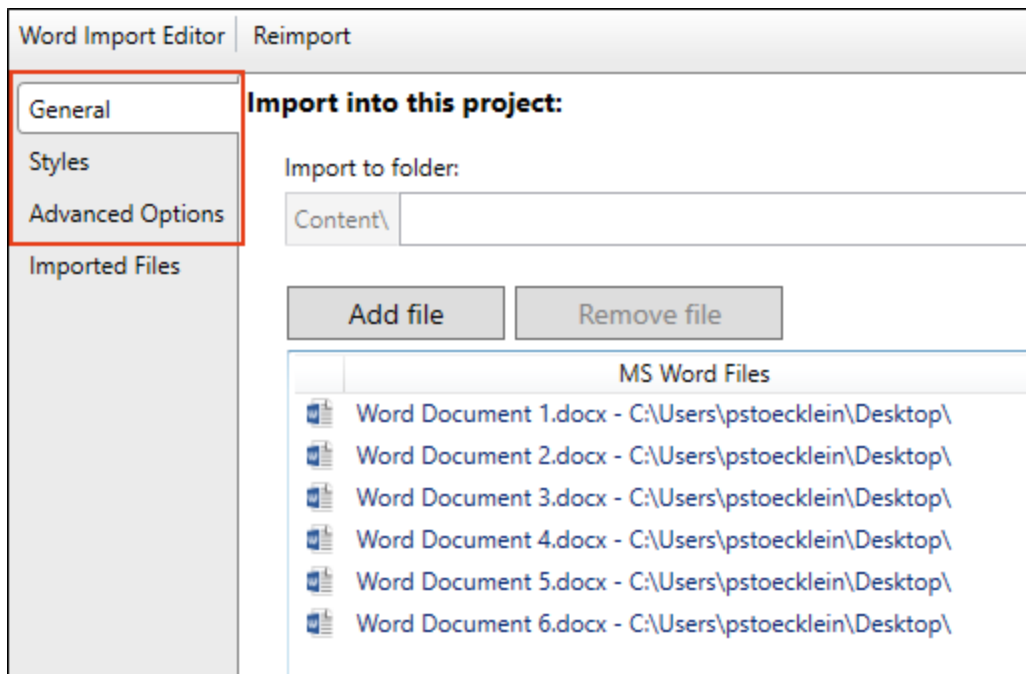 Word Import Editor Reimport
General
Styles
Advanced Options
Imported Files
Import into this project:
Import to folder:
Content\
Add file Remove file
MS Word Files
Word Document 1.docx - C:\Users\pstoecklein\Desktop\
Word Document 2.docx - C:\Users\pstoecklein\Desktop\
Word Document 3.docx - C:\Users\pstoecklein\Desktop\
Word Document 4.docx - C:\Users\pstoecklein\Desktop\
Word Document 5.docx - C:\Users\pstoecklein\Desktop\
Word Document 6.docx - C:\Users\pstoecklein\Desktop\